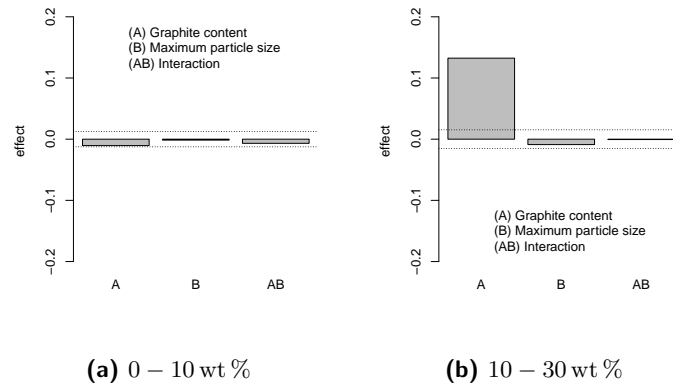 0.2
0.1
0.0
−0.1
−0.2
effect
(A) Graphite content
(B) Maximum particle size
(AB) Interaction
A B AB
(a) 0 − 10 wt %
0.2
0.1
0.0
−0.1
−0.2
effect
(A) Graphite content
(B) Maximum particle size
(AB) Interaction
A B AB
(b) 10 − 30 wt %